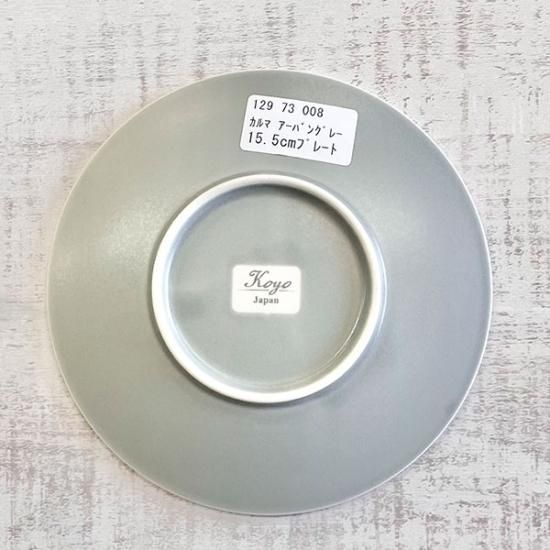 129 73 008
ｶﾙﾏ ｱｰﾊﾞﾝｸﾞﾚｰ
15.5cmﾌﾟﾚｰﾄ
Koyo
Japan